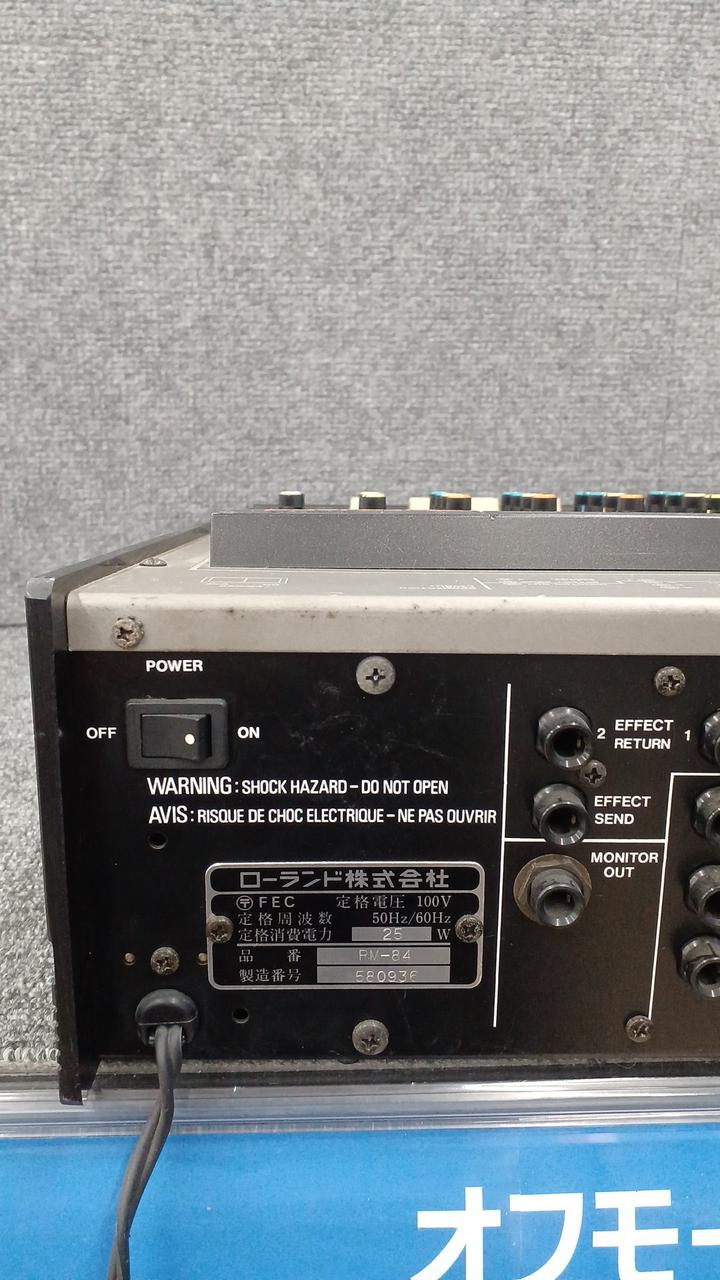 POWER
OFF
ON
WARNING : SHOCK HAZARD – DO NOT OPEN
AVIS : RISQUE DE CHOC ELECTRIQUE – NE PAS OUVRIR
2 EFFECT RETURN 1
EFFECT SEND
MONITOR OUT
ローランド株式会社
〒 FEC 定格電圧 100V
定格周波数 50Hz/60Hz
定格消費電力 25 W
品番 RM-84
製造番号 580936
オフモー